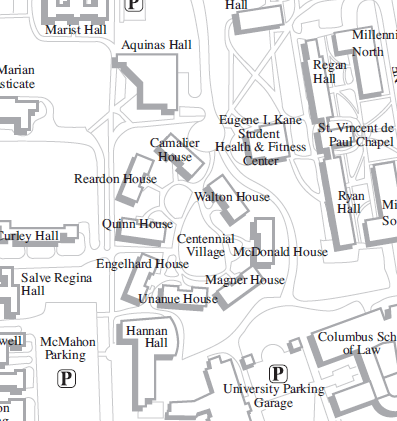 Hall
P
Marist Hall
Aquinas Hall
Millenni
North
Regan
Hall
Marian
sticate
Eugene I. Kane
Student
Health & Fitness
Center
St. Vincent de
Paul Chapel
Camalier
House
Reardon House
Walton House
Ryan
Hall
Mi
So
Quinn House
Curley Hall
Centennial
Village
McDonald House
Engelhard House
Magner House
Salve Regina
Hall
Unanue House
Hannan
Hall
well
McMahon
Parking
P
Columbus Sch
of Law
P
University Parking
Garage
on